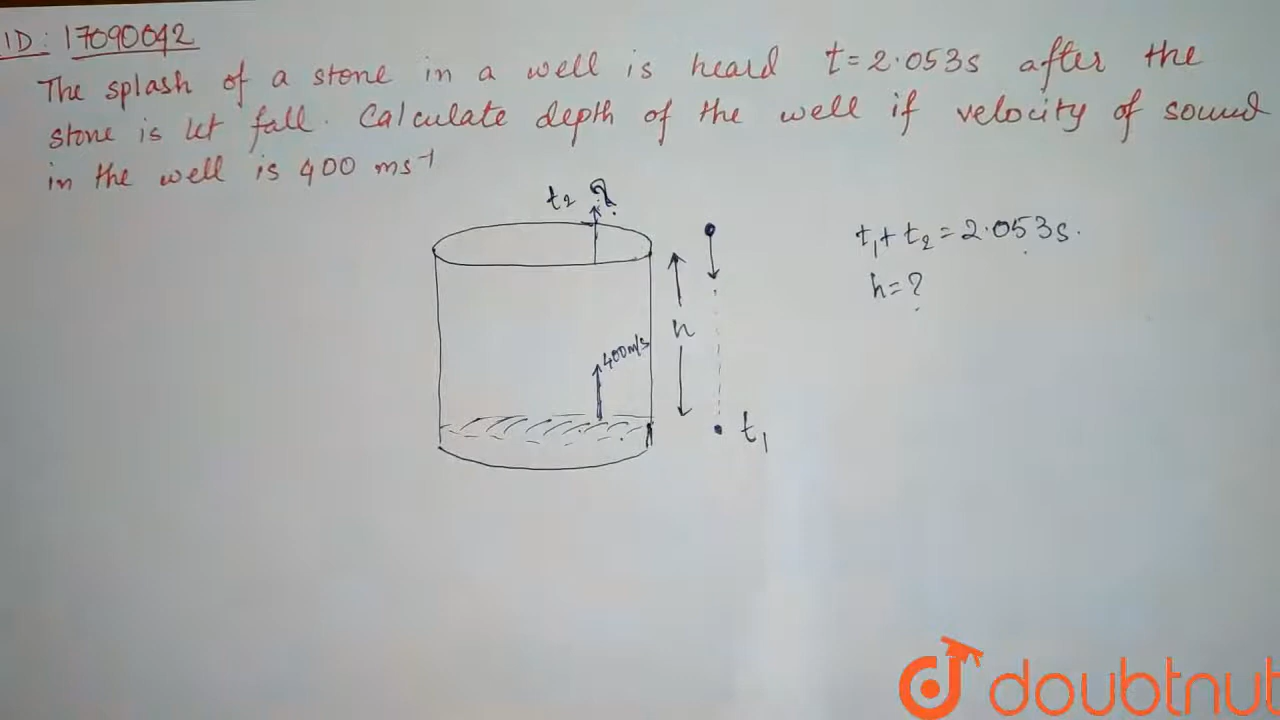 ID: 17090042
The splash of a stone in a well is heard t=2.053s after the
stone is let fall. Calculate depth of the well if velocity of sound
in the well is 400 ms⁻¹
t₂
t₁ + t₂ = 2.053s.
h=?
h
400m/s
t₁
doubtnut